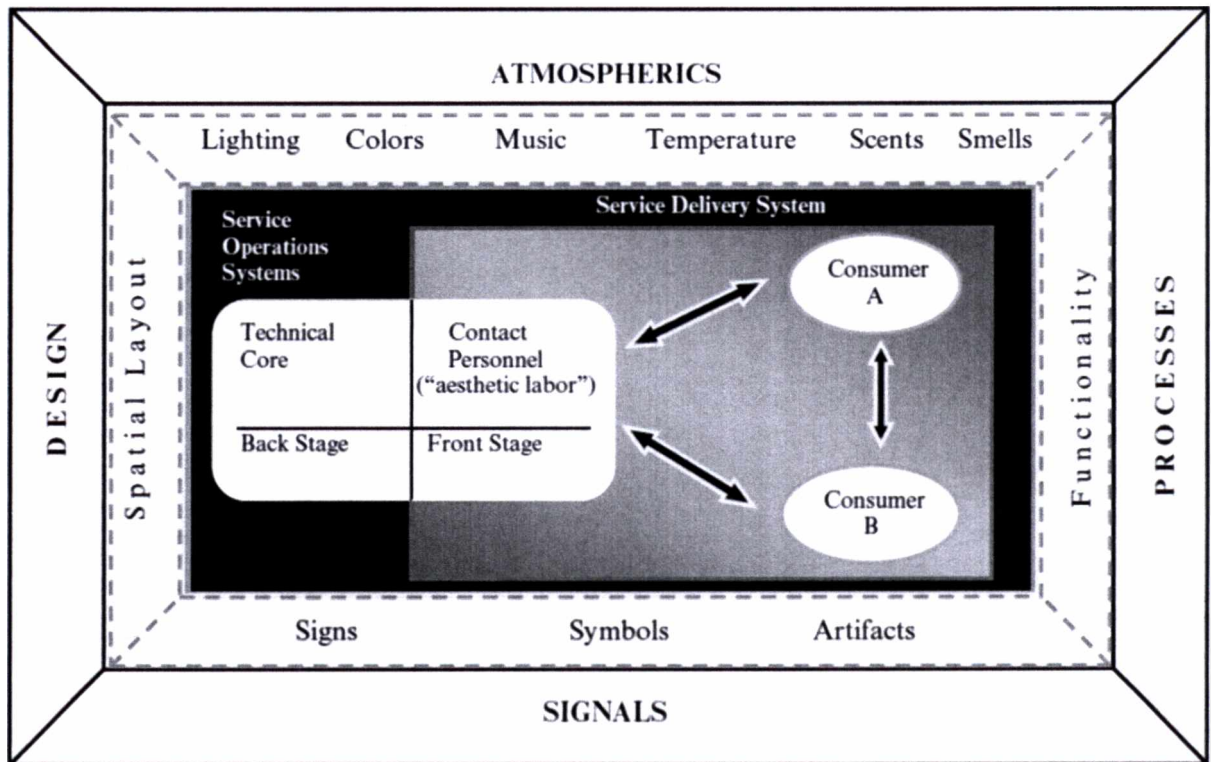 ATMOSPHERICS
Lighting Colors Music Temperature Scents Smells
DESIGN
Spatial Layout
Service
Operations
Systems
Service Delivery System
Technical
Core
Contact
Personnel
(“aesthetic labor”)
Back Stage
Front Stage
Consumer
A
Consumer
B
Functionality
PROCESSES
Signs Symbols Artifacts
SIGNALS